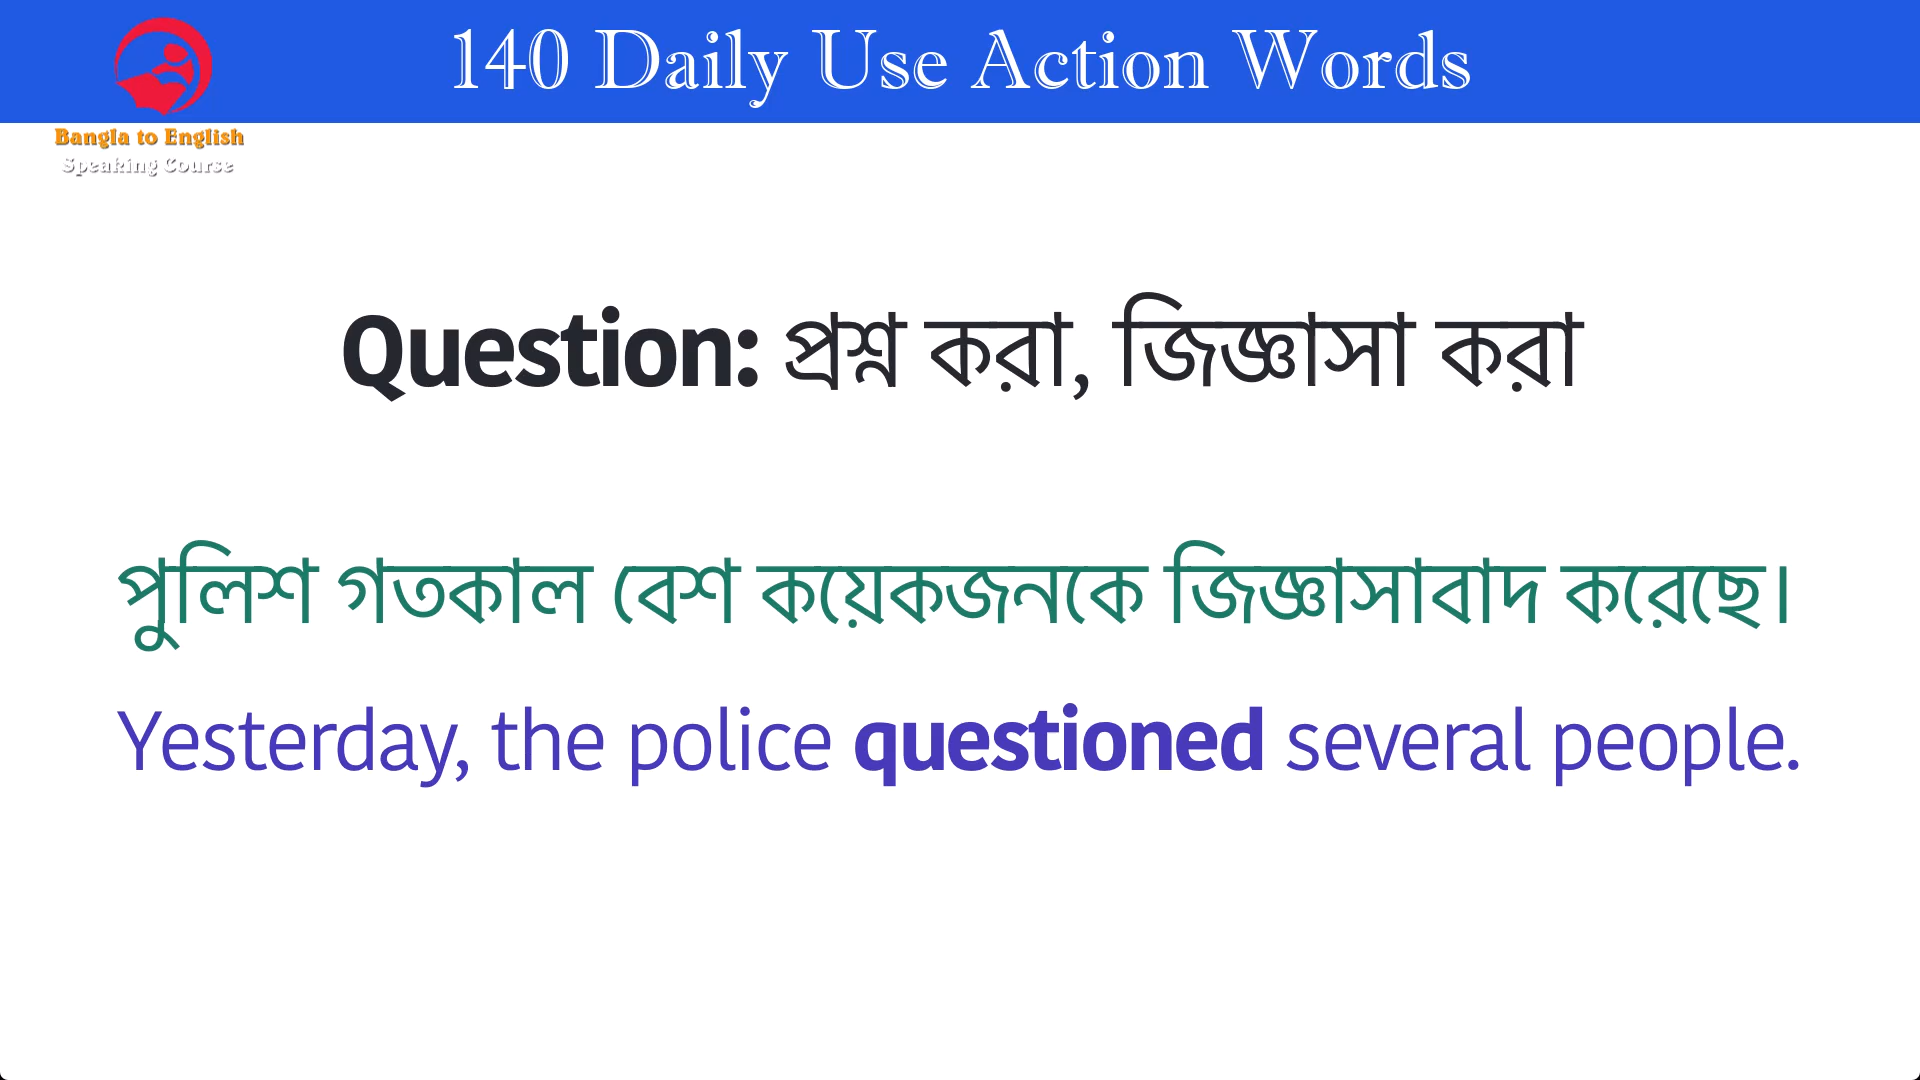 140 Daily Use Action Words
Bangla to English
Speaking Course
Question: প্রশ্ন করা, জিজ্ঞাসা করা
পুলিশ গতকাল বেশ কয়েকজনকে জিজ্ঞাসাবাদ করেছে।
Yesterday, the police questioned several people.